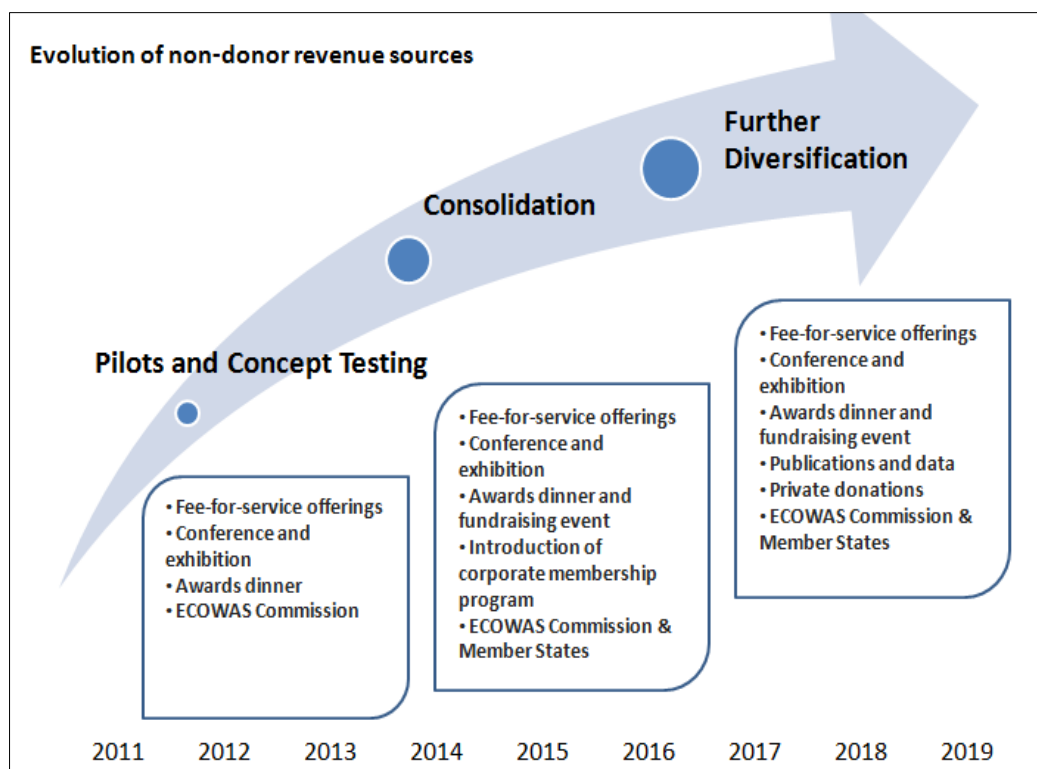 Evolution of non-donor revenue sources
Further
Diversification
Consolidation
Pilots and Concept Testing
• Fee-for-service offerings
• Conference and
exhibition
• Awards dinner
• ECOWAS Commission
• Fee-for-service offerings
• Conference and
exhibition
• Awards dinner and
fundraising event
• Introduction of
corporate membership
program
• ECOWAS Commission &
Member States
• Fee-for-service offerings
• Conference and
exhibition
• Awards dinner and
fundraising event
• Publications and data
• Private donations
• ECOWAS Commission &
Member States
2011 2012 2013 2014 2015 2016 2017 2018 2019